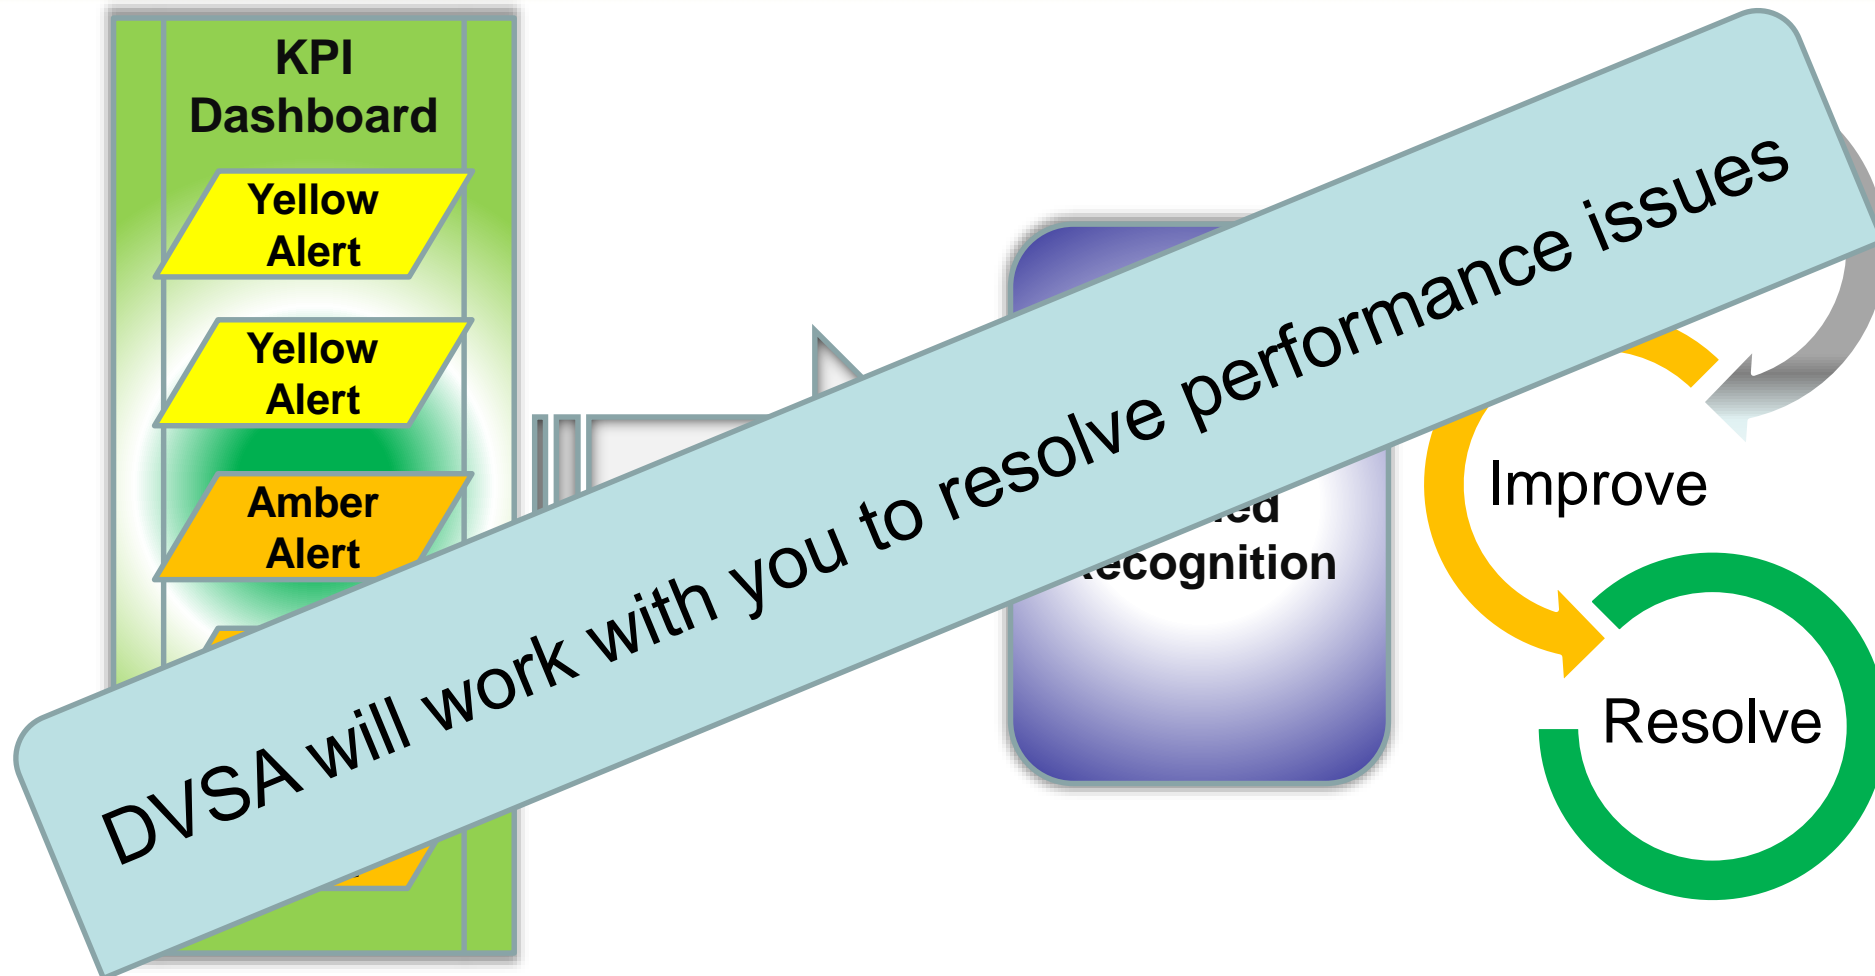 KPI
Dashboard
Yellow
Alert
Yellow
Alert
Amber
Alert
DVSA will work with you to resolve performance issues
Improve
Resolve